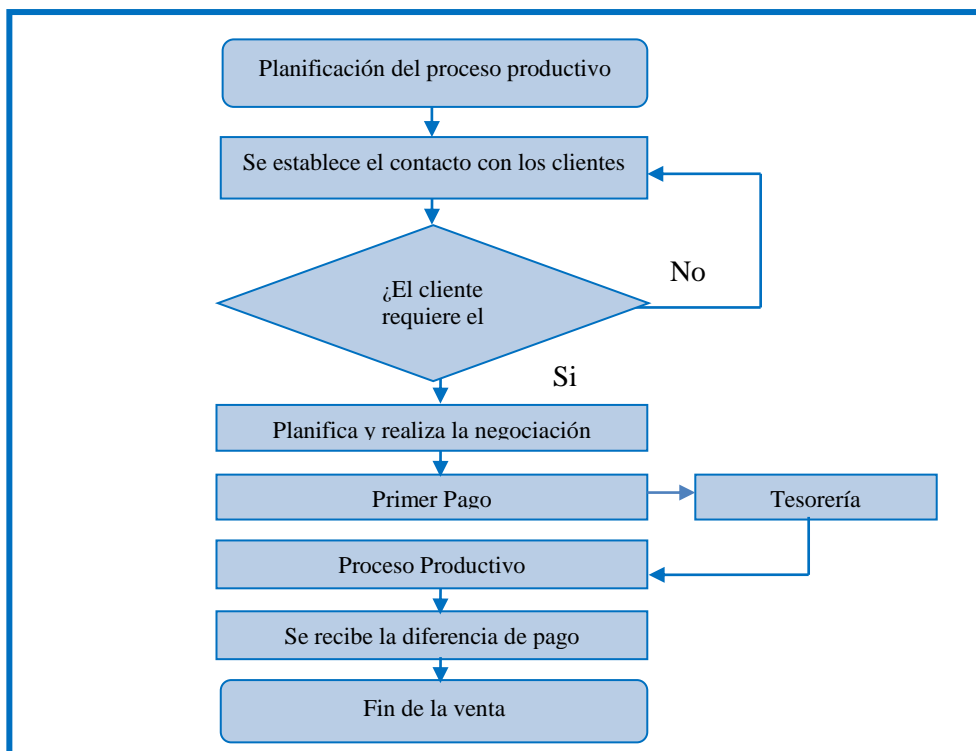 Planificación del proceso productivo
Se establece el contacto con los clientes
¿El cliente
requiere el
No
Si
Planifica y realiza la negociación
Primer Pago
Tesorería
Proceso Productivo
Se recibe la diferencia de pago
Fin de la venta